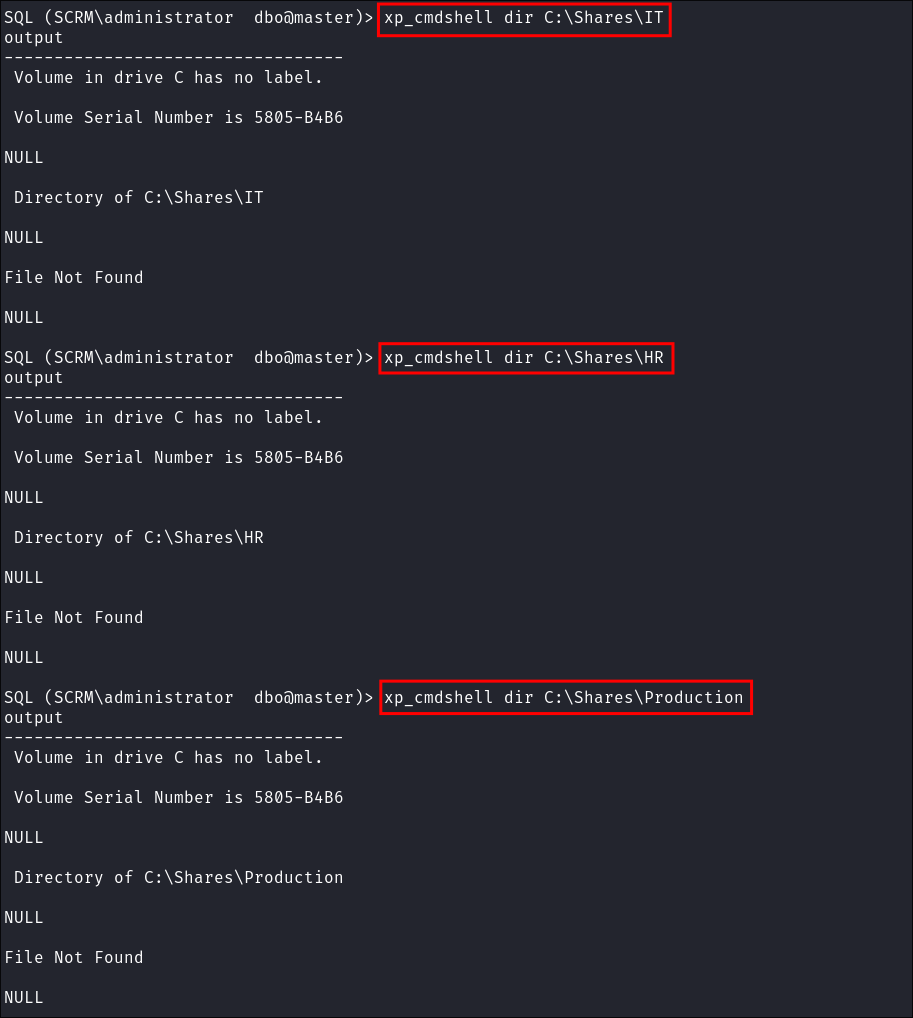 SQL (SCRM\administrator  dbo@master)> xp_cmdshell dir C:\Shares\IT
output
----------------------------------
 Volume in drive C has no label.
 Volume Serial Number is 5805-B4B6
NULL
 Directory of C:\Shares\IT
NULL
File Not Found
NULL
SQL (SCRM\administrator  dbo@master)> xp_cmdshell dir C:\Shares\HR
output
----------------------------------
 Volume in drive C has no label.
 Volume Serial Number is 5805-B4B6
NULL
 Directory of C:\Shares\HR
NULL
File Not Found
NULL
SQL (SCRM\administrator  dbo@master)> xp_cmdshell dir C:\Shares\Production
output
----------------------------------
 Volume in drive C has no label.
 Volume Serial Number is 5805-B4B6
NULL
 Directory of C:\Shares\Production
NULL
File Not Found
NULL